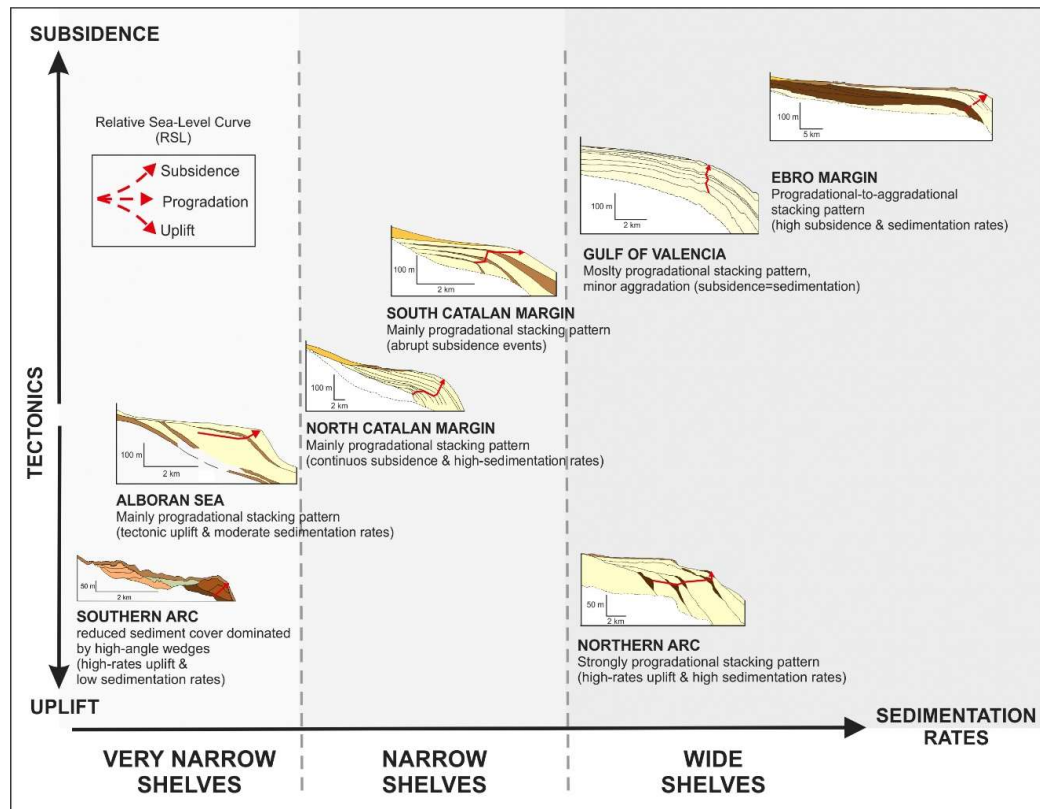 SUBSIDENCE
Relative Sea-Level Curve
(RSL)
Subsidence
Progradation
Uplift
TECTONICS
100 m
5 km
EBRO MARGIN
Progradational-to-aggradational
stacking pattern
(high subsidence & sedimentation rates)
100 m
2 km
GULF OF VALENCIA
Moslty progradational stacking pattern,
minor aggradation (subsidence=sedimentation)
100 m
2 km
SOUTH CATALAN MARGIN
Mainly progradational stacking pattern
(abrupt subsidence events)
100 m
2 km
NORTH CATALAN MARGIN
Mainly progradational stacking pattern
(continuos subsidence & high-sedimentation rates)
100 m
2 km
ALBORAN SEA
Mainly progradational stacking pattern
(tectonic uplift & moderate sedimentation rates)
50 m
2 km
SOUTHERN ARC
reduced sediment cover dominated
by high-angle wedges
(high-rates uplift &
low sedimentation rates)
50 m
2 km
NORTHERN ARC
Strongly progradational stacking pattern
(high-rates uplift & high sedimentation rates)
UPLIFT
SEDIMENTATION
RATES
VERY NARROW
SHELVES
NARROW
SHELVES
WIDE
SHELVES